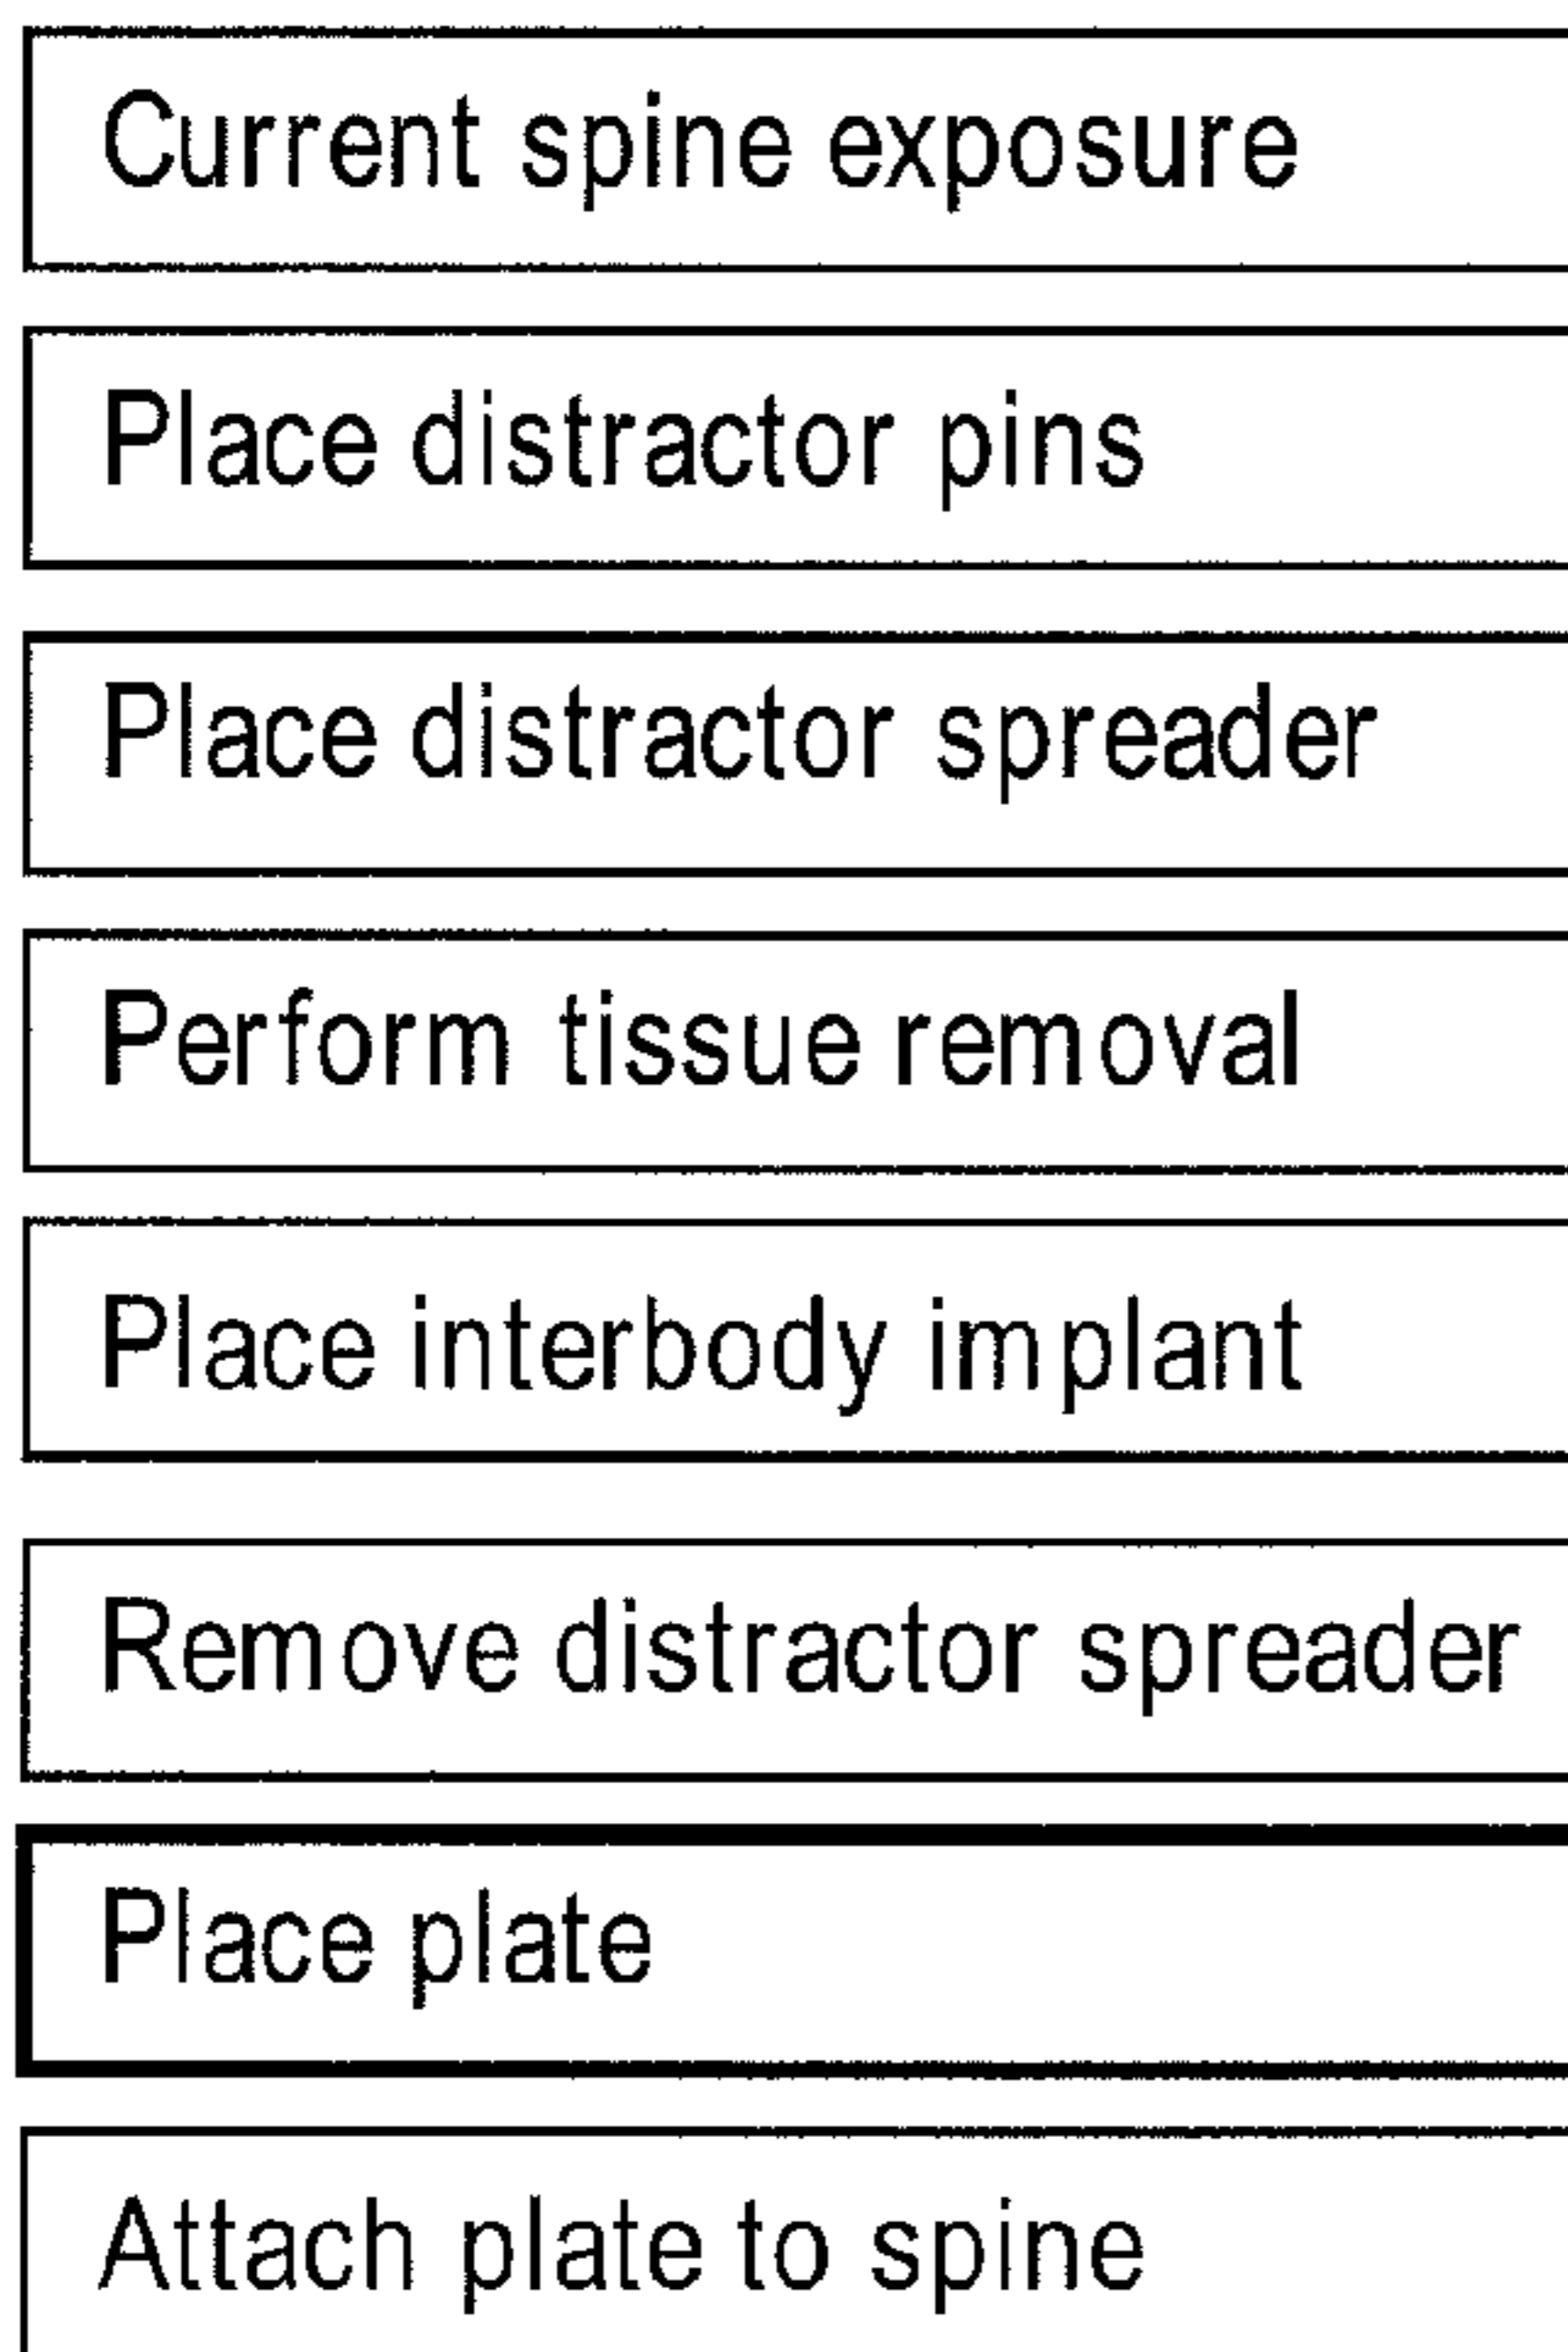 Current spine exposure
Place distractor pins
Place distractor spreader
Perform tissue removal
Place interbody implant
Remove distractor spreader
Place plate
Attach plate to spine